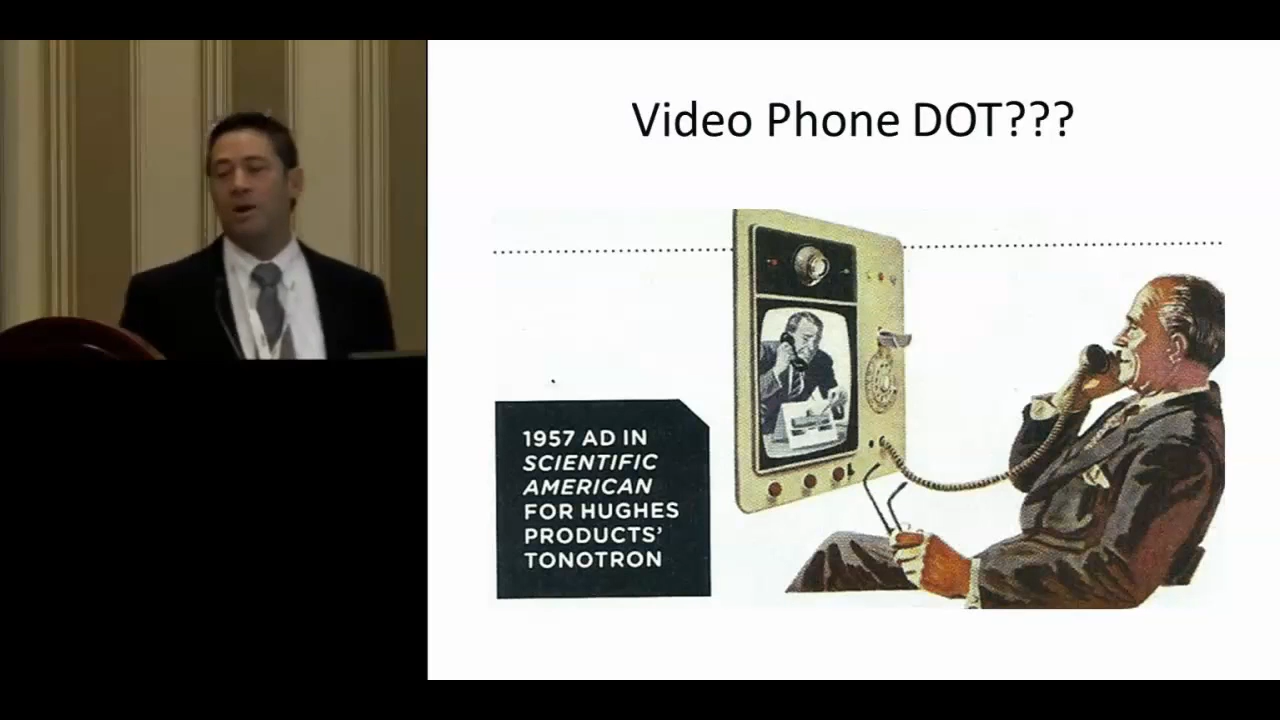 Video Phone DOT???
1957 AD IN
SCIENTIFIC
AMERICAN
FOR HUGHES
PRODUCTS’
TONOTRON